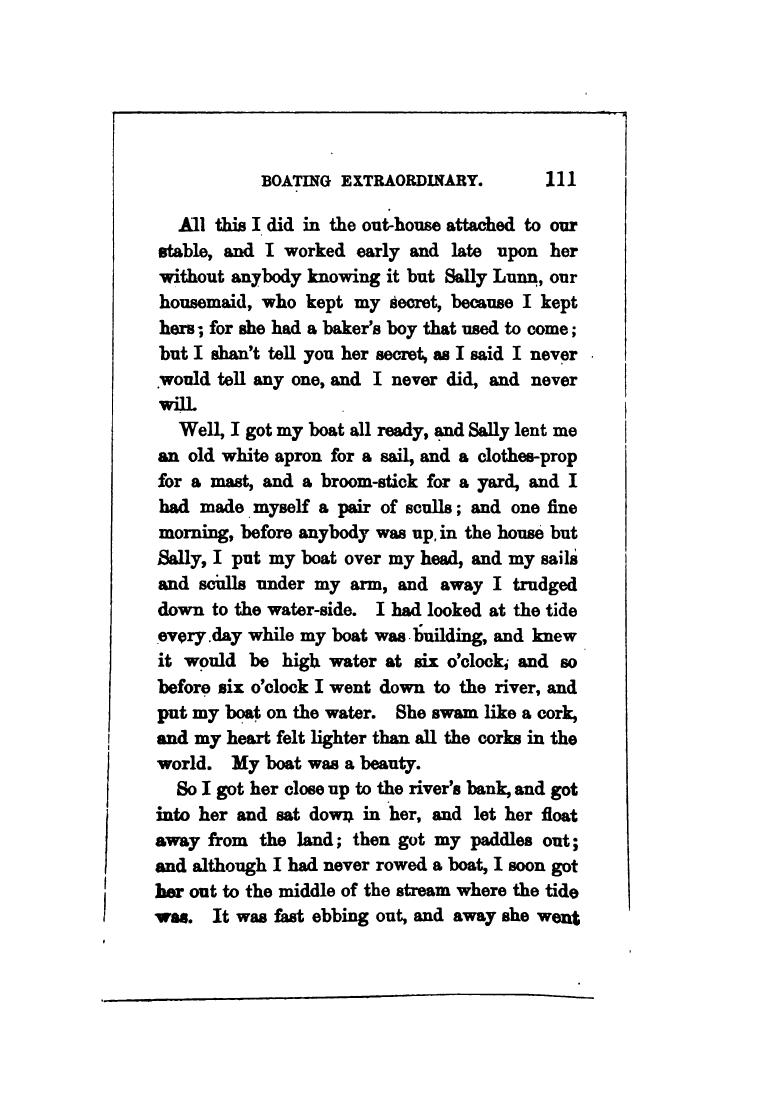 BOATING EXTRAORDINARY. 111
All this I did in the out-house attached to our
stable, and I worked early and late upon her
without anybody knowing it but Sally Lunn, our
housemaid, who kept my secret, because I kept
hers; for she had a baker's boy that used to come;
but I shan't tell you her secret, as I said I never
would tell any one, and I never did, and never
will.
Well, I got my boat all ready, and Sally lent me
an old white apron for a sail, and a clothes-prop
for a mast, and a broom-stick for a yard, and I
had made myself a pair of sculls; and one fine
morning, before anybody was up in the house but
Sally, I put my boat over my head, and my sails
and sculls under my arm, and away I trudged
down to the water-side. I had looked at the tide
every day while my boat was building, and knew
it would be high water at six o'clock, and so
before six o'clock I went down to the river, and
put my boat on the water. She swam like a cork,
and my heart felt lighter than all the corks in the
world. My boat was a beauty.
So I got her close up to the river's bank, and got
into her and sat down in her, and let her float
away from the land; then got my paddles out;
and although I had never rowed a boat, I soon got
her out to the middle of the stream where the tide
was. It was fast ebbing out, and away she went